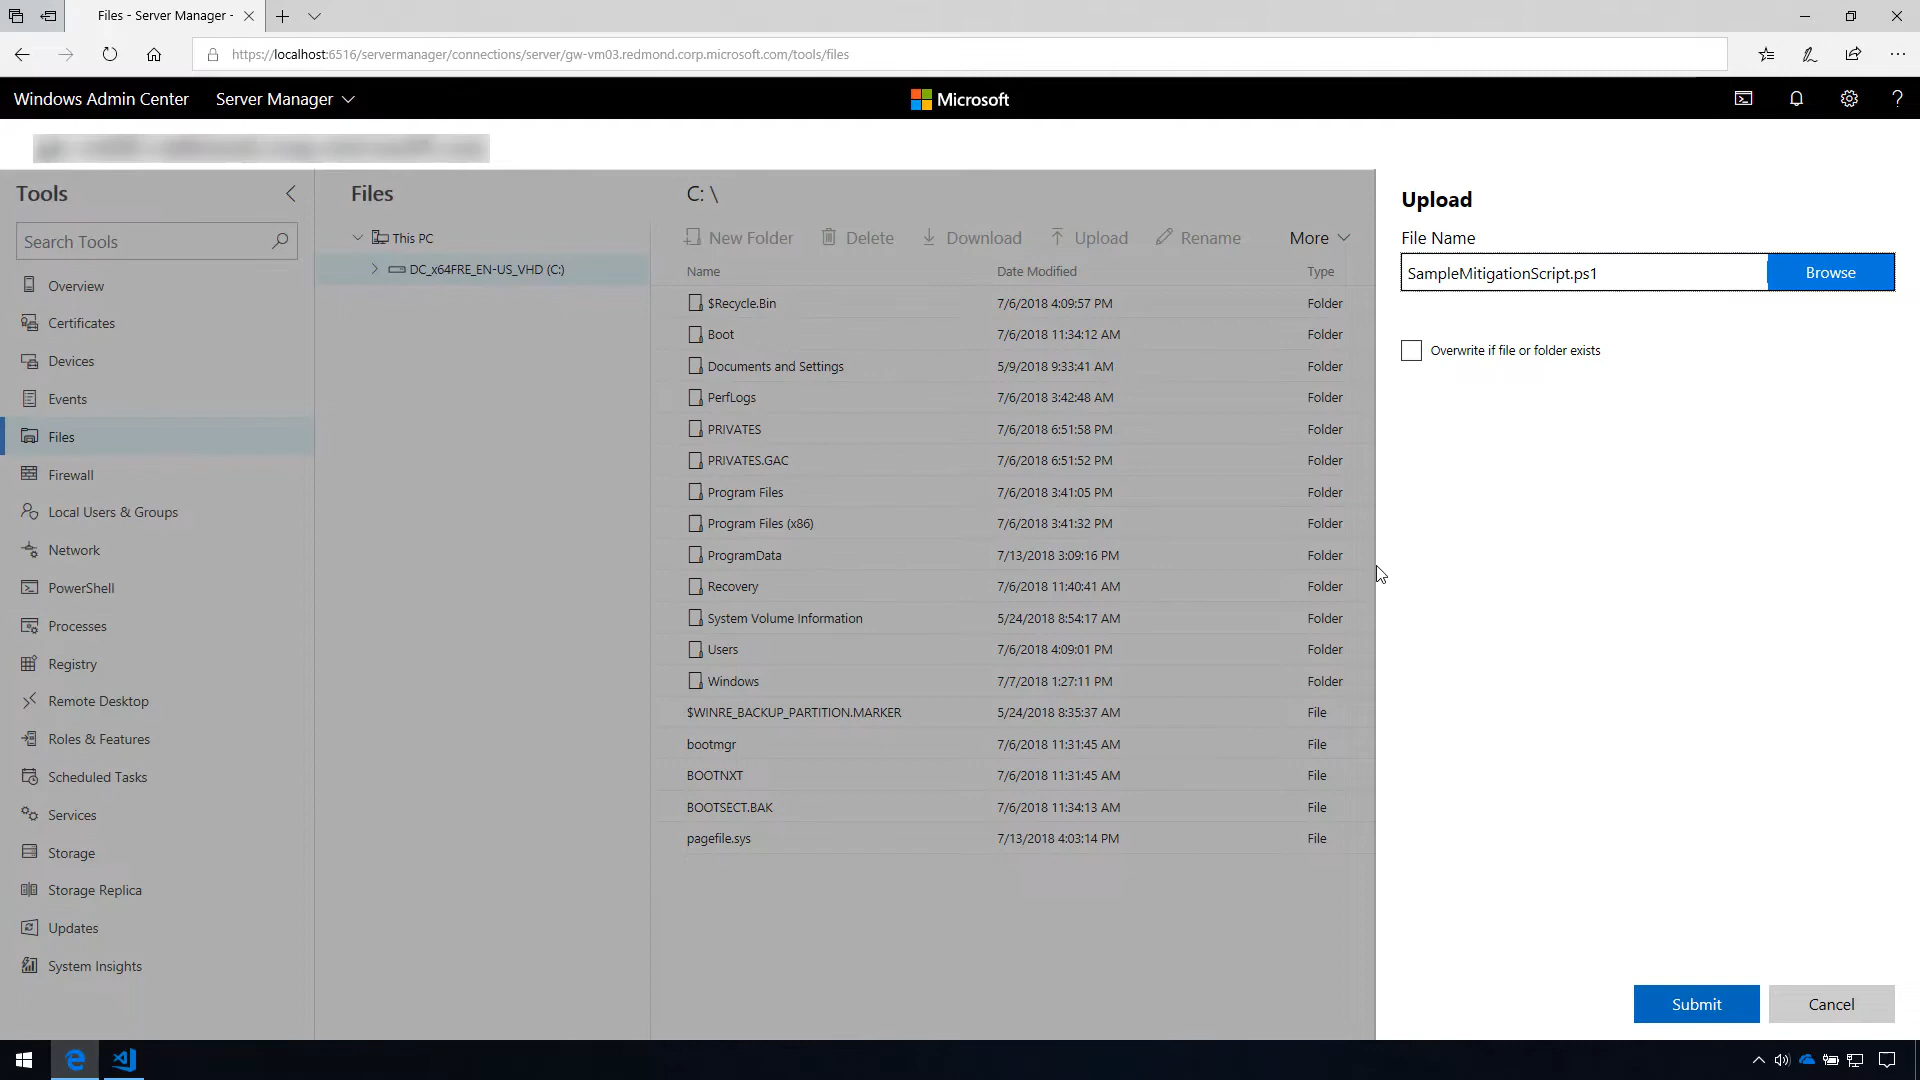 Files - Server Manager -
https://localhost:6516/servermanager/connections/server/gw-vm03.redmond.corp.microsoft.com/tools/files
Windows Admin Center Server Manager Microsoft ?
Tools
Search Tools
Overview
Certificates
Devices
Events
Files
Firewall
Local Users & Groups
Network
PowerShell
Processes
Registry
Remote Desktop
Roles & Features
Scheduled Tasks
Services
Storage
Storage Replica
Updates
System Insights
Files
This PC
DC_x64FRE_EN-US_VHD (C:)
C: \
New Folder Delete Download Upload Rename More
Name Date Modified Type
$Recycle.Bin 7/6/2018 4:09:57 PM Folder
Boot 7/6/2018 11:34:12 AM Folder
Documents and Settings 5/9/2018 9:33:41 AM Folder
PerfLogs 7/6/2018 3:42:48 AM Folder
PRIVATES 7/6/2018 6:51:58 PM Folder
PRIVATES.GAC 7/6/2018 6:51:52 PM Folder
Program Files 7/6/2018 3:41:05 PM Folder
Program Files (x86) 7/6/2018 3:41:32 PM Folder
ProgramData 7/13/2018 3:09:16 PM Folder
Recovery 7/6/2018 11:40:41 AM Folder
System Volume Information 5/24/2018 8:54:17 AM Folder
Users 7/6/2018 4:09:01 PM Folder
Windows 7/7/2018 1:27:11 PM Folder
$WINRE_BACKUP_PARTITION.MARKER 5/24/2018 8:35:37 AM File
bootmgr 7/6/2018 11:31:45 AM File
BOOTNXT 7/6/2018 11:31:45 AM File
BOOTSECT.BAK 7/6/2018 11:34:13 AM File
pagefile.sys 7/13/2018 4:03:14 PM File
Upload
File Name
SampleMitigationScript.ps1 Browse
Overwrite if file or folder exists
Submit Cancel